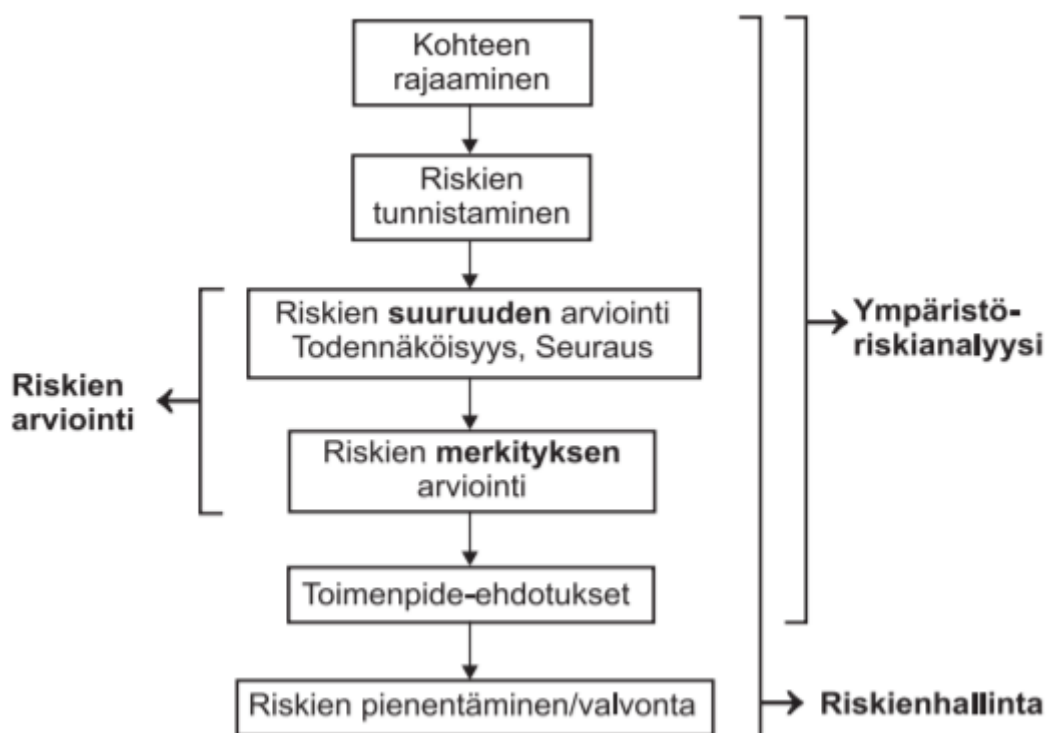 Kohteen
rajaaminen
Riskien
tunnistaminen
Riskien suuruuden arviointi
Todennäköisyys, Seuraus
Riskien merkityksen
arviointi
Toimenpide-ehdotukset
Riskien pienentäminen/valvonta
Riskien
arviointi
Ympäristö-
riskianalyysi
Riskienhallinta